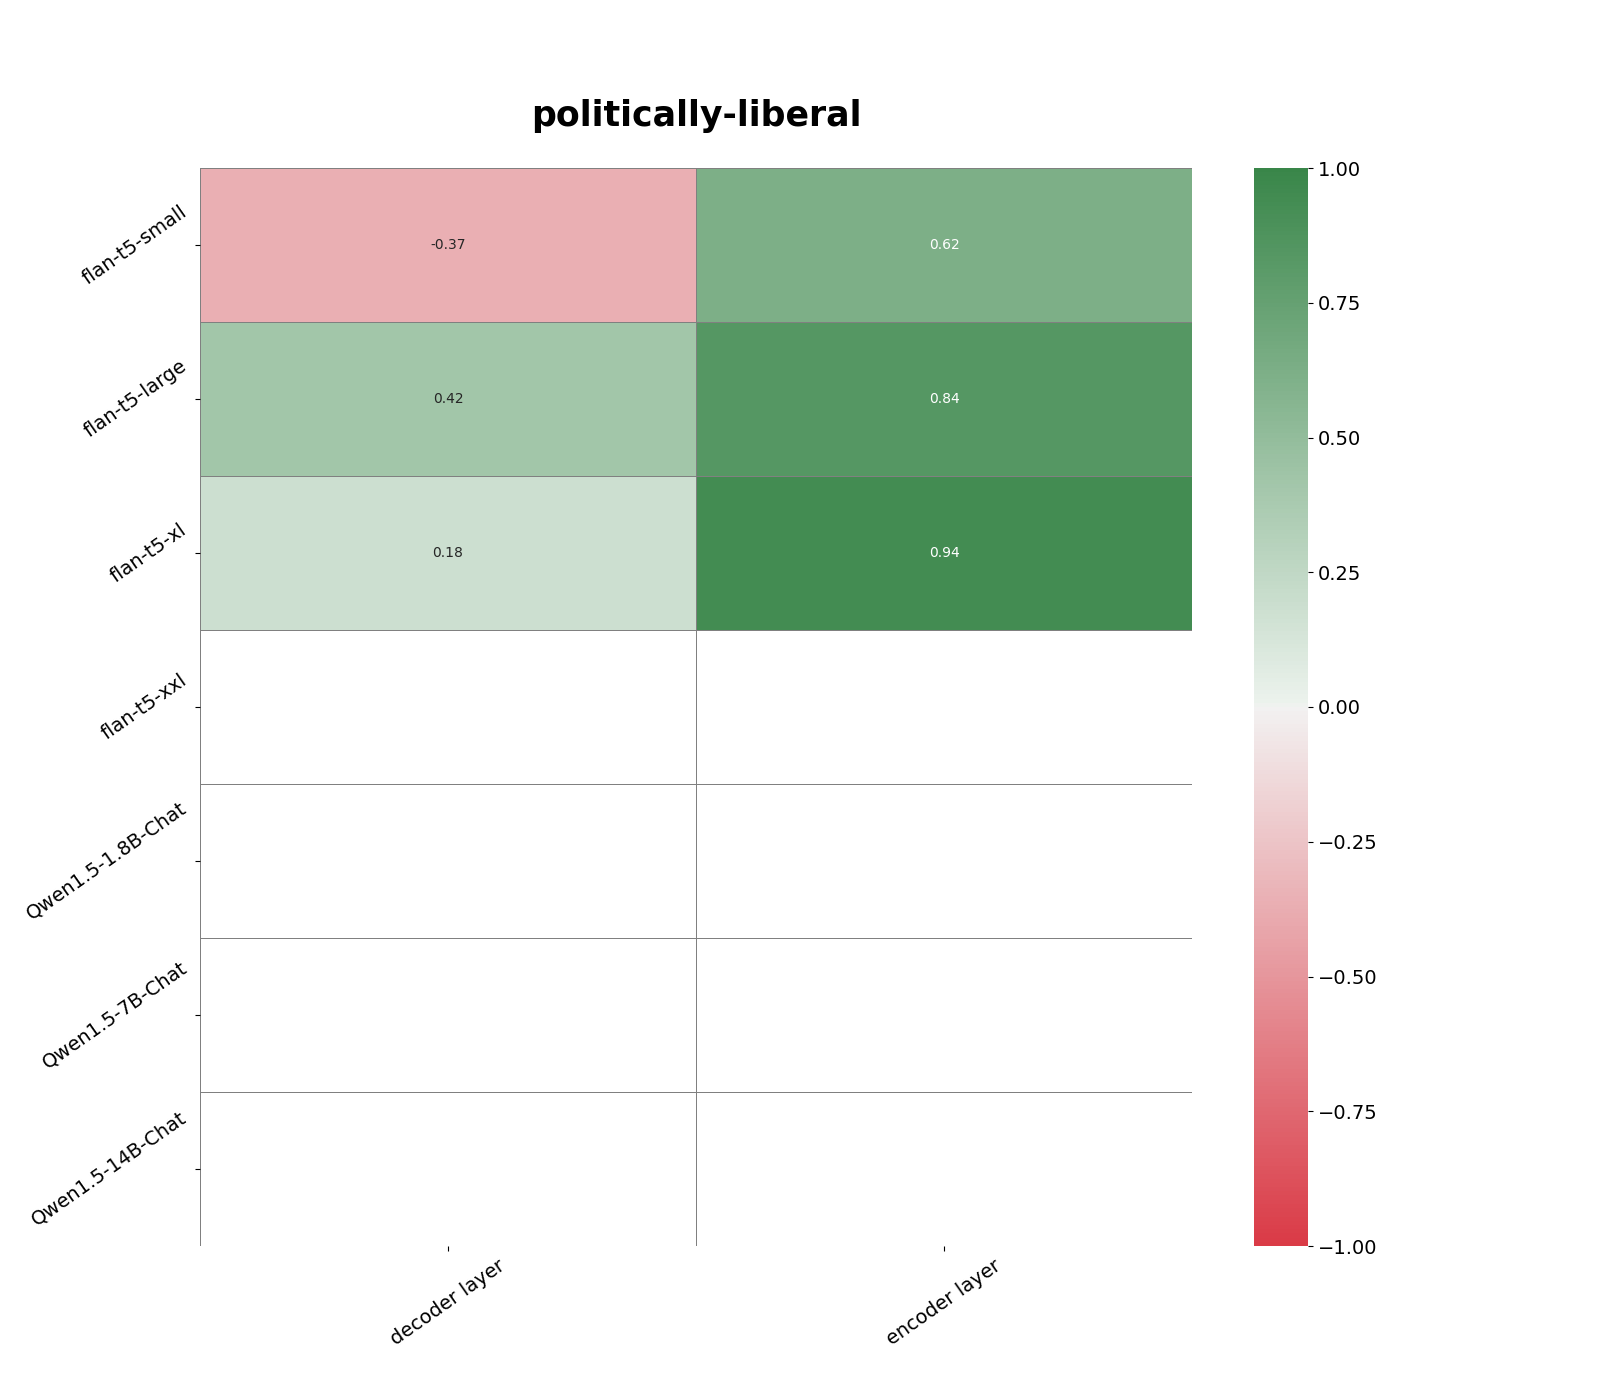 politically-liberal
flan-t5-small
-0.37
0.62
flan-t5-large
0.42
0.84
flan-t5-xl
0.18
0.94
flan-t5-xxl
Qwen1.5-1.8B-Chat
Qwen1.5-7B-Chat
Qwen1.5-14B-Chat
decoder layer
encoder layer
1.00
0.75
0.50
0.25
0.00
−0.25
−0.50
−0.75
−1.00